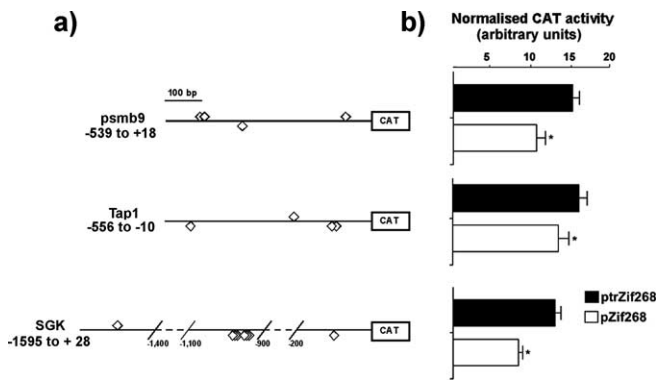 a)
b)
Normalised CAT activity
(arbitrary units)
5 10 15 20
100 bp
psmb9
-539 to +18
CAT
*
Tap1
-556 to -10
CAT
*
ptrZif268
pZif268
SGK
-1595 to + 28
-1,400 -1,100 -900 -200
CAT
*